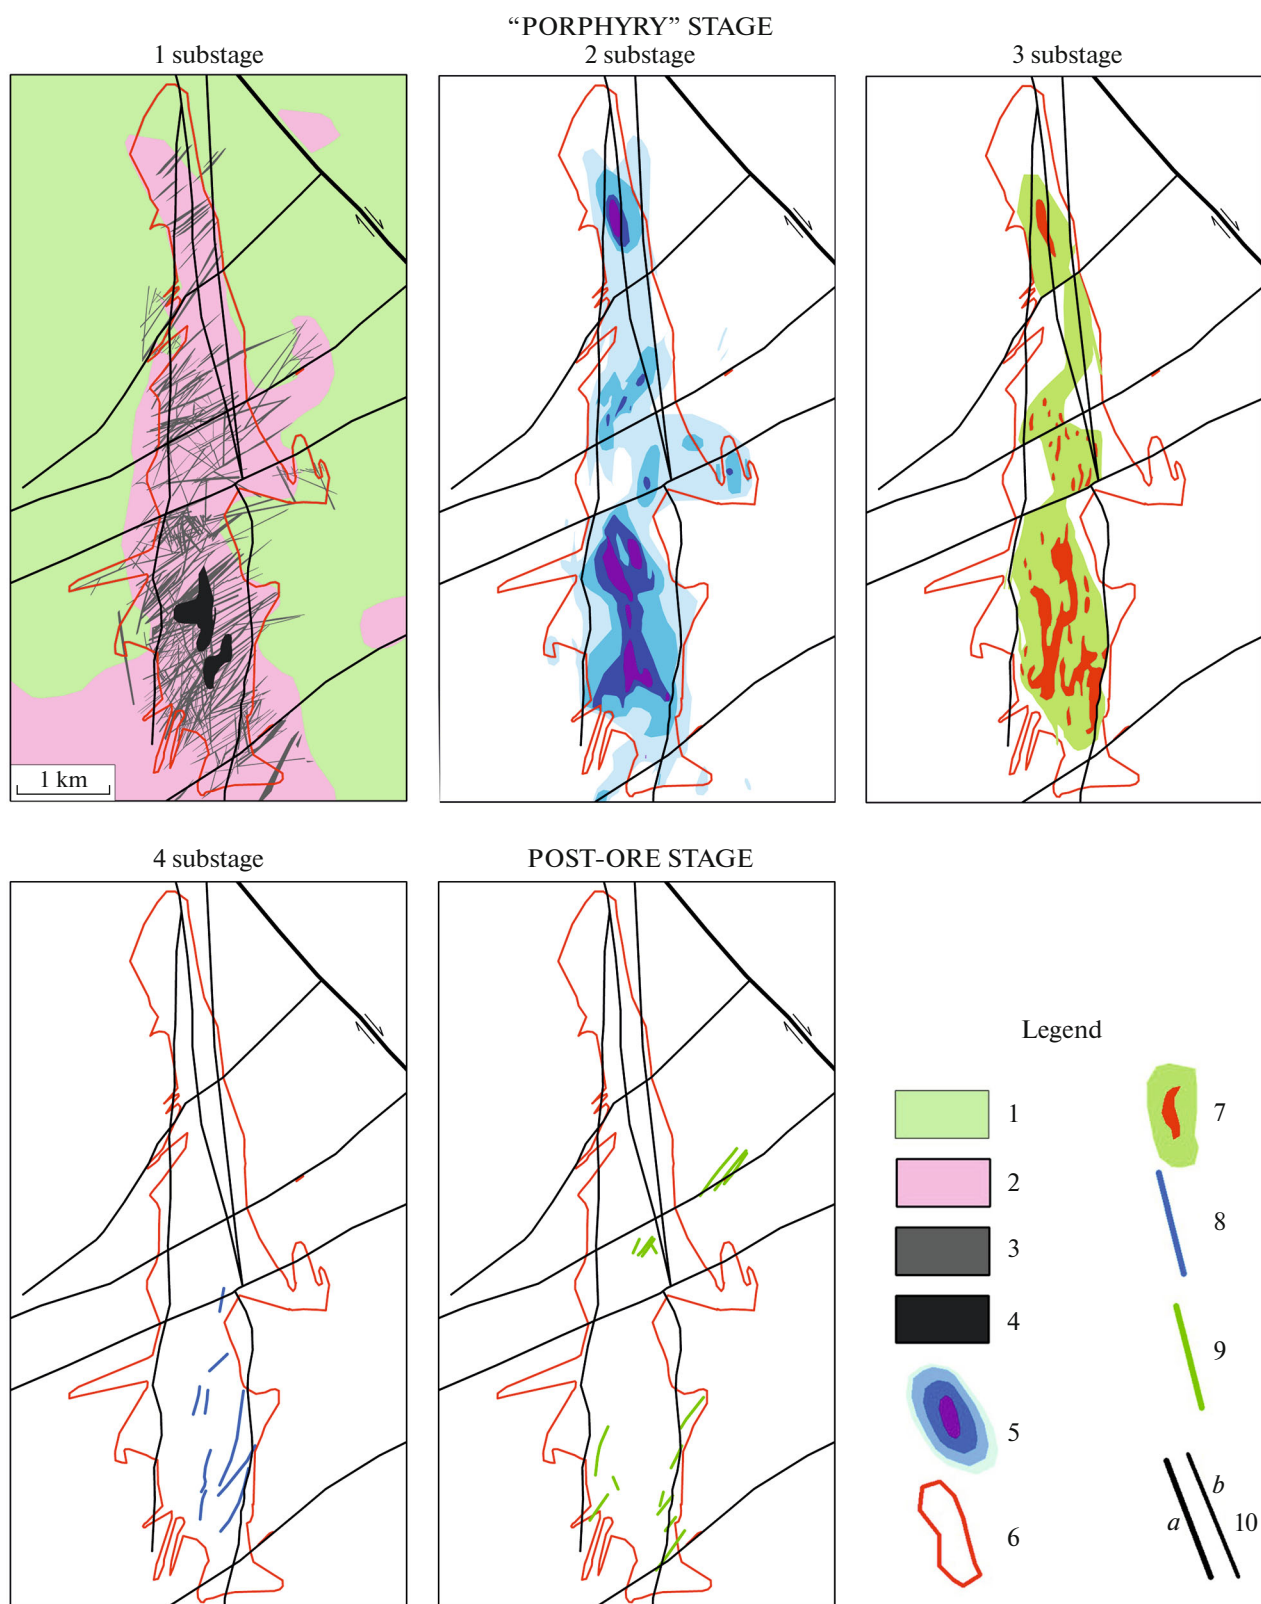 “PORPHYRY” STAGE
1 substage
2 substage
3 substage
1 km
4 substage
POST-ORE STAGE
Legend
1
2
3
4
5
6
7
8
9
a
b
10